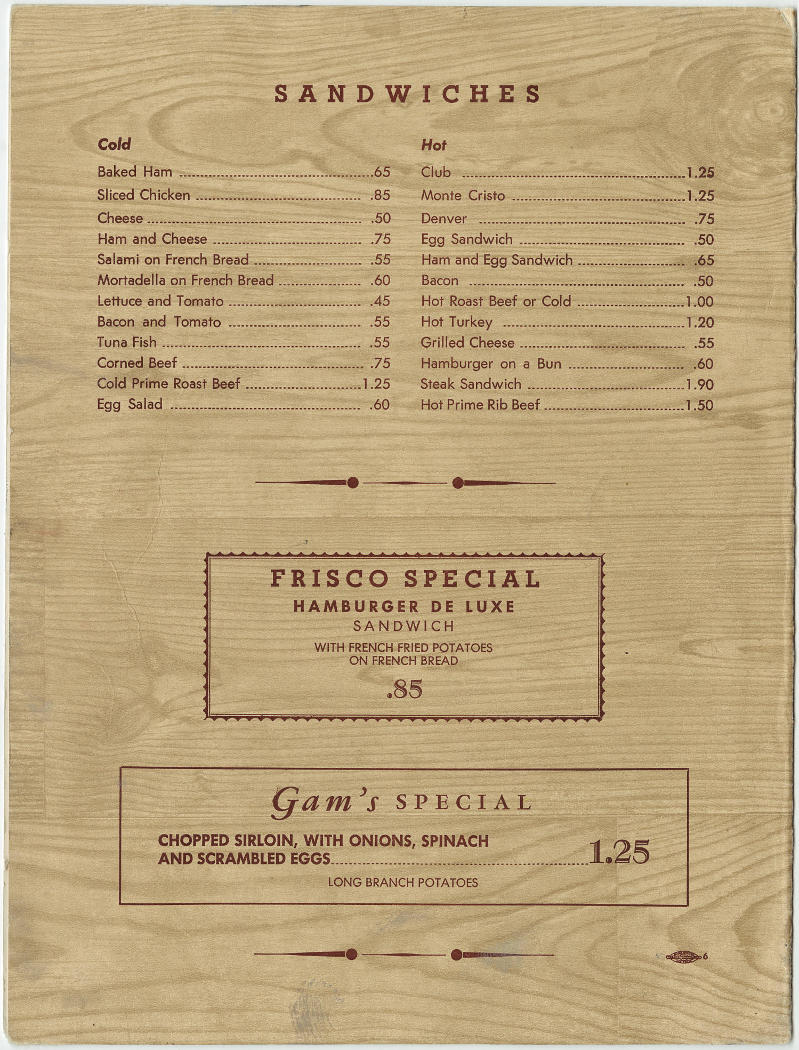 SANDWICHES
Cold
Baked Ham .65
Sliced Chicken .85
Cheese .50
Ham and Cheese .75
Salami on French Bread .55
Mortadella on French Bread .60
Lettuce and Tomato .45
Bacon and Tomato .55
Tuna Fish .55
Corned Beef .75
Cold Prime Roast Beef 1.25
Egg Salad .60
Hot
Club 1.25
Monte Cristo 1.25
Denver .75
Egg Sandwich .50
Ham and Egg Sandwich .65
Bacon .50
Hot Roast Beef or Cold 1.00
Hot Turkey 1.20
Grilled Cheese .55
Hamburger on a Bun .60
Steak Sandwich 1.90
Hot Prime Rib Beef 1.50
FRISCO SPECIAL
HAMBURGER DE LUXE
SANDWICH
WITH FRENCH FRIED POTATOES
ON FRENCH BREAD
.85
Gam's SPECIAL
CHOPPED SIRLOIN, WITH ONIONS, SPINACH
AND SCRAMBLED EGGS 1.25
LONG BRANCH POTATOES
6